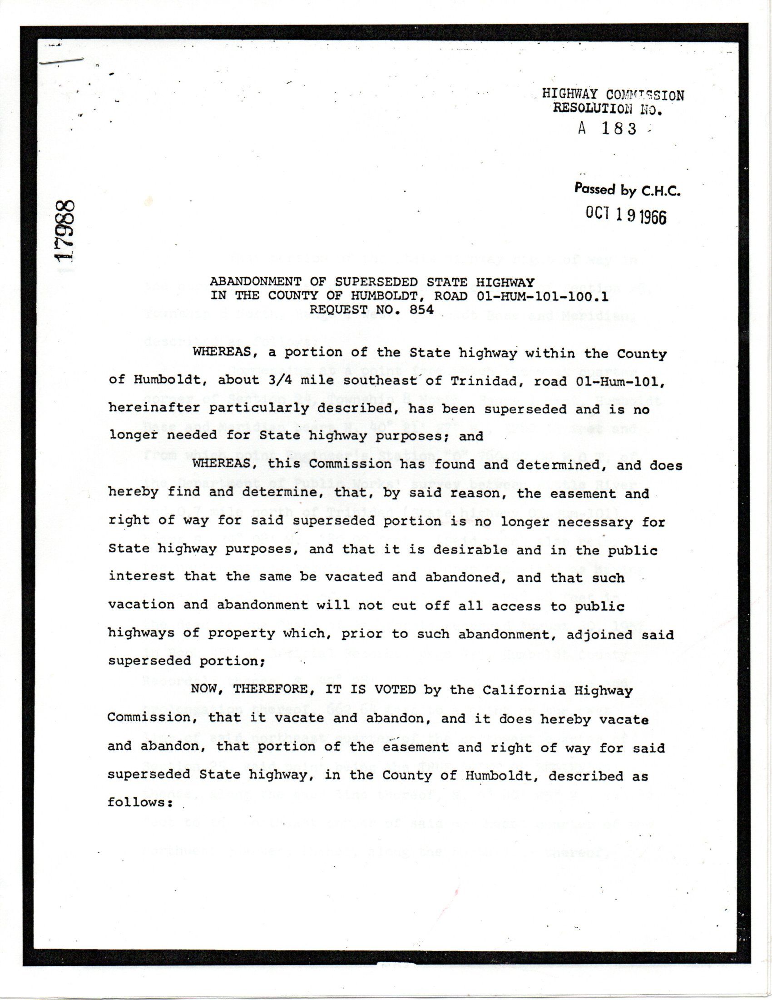 HIGHWAY COMMISSION
RESOLUTION NO.
A 183
Passed by C.H.C.
OCT 19 1966
17988
ABANDONMENT OF SUPERSEDED STATE HIGHWAY
IN THE COUNTY OF HUMBOLDT, ROAD 01-HUM-101-100.1
REQUEST NO. 854
WHEREAS, a portion of the State highway within the County
of Humboldt, about 3/4 mile southeast of Trinidad, road 01-Hum-101,
hereinafter particularly described, has been superseded and is no
longer needed for State highway purposes; and
WHEREAS, this Commission has found and determined, and does
hereby find and determine, that, by said reason, the easement and
right of way for said superseded portion is no longer necessary for
State highway purposes, and that it is desirable and in the public
interest that the same be vacated and abandoned, and that such
vacation and abandonment will not cut off all access to public
highways of property which, prior to such abandonment, adjoined said
superseded portion;
NOW, THEREFORE, IT IS VOTED by the California Highway
Commission, that it vacate and abandon, and it does hereby vacate
and abandon, that portion of the easement and right of way for said
superseded State highway, in the County of Humboldt, described as
follows: